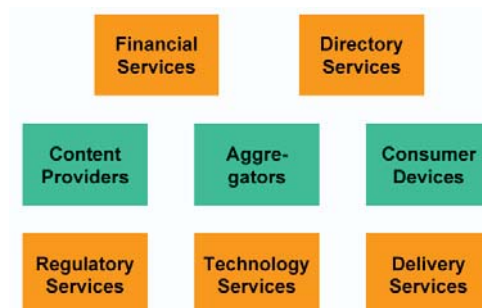 Financial
Services
Directory
Services
Content
Providers
Aggre-
gators
Consumer
Devices
Regulatory
Services
Technology
Services
Delivery
Services